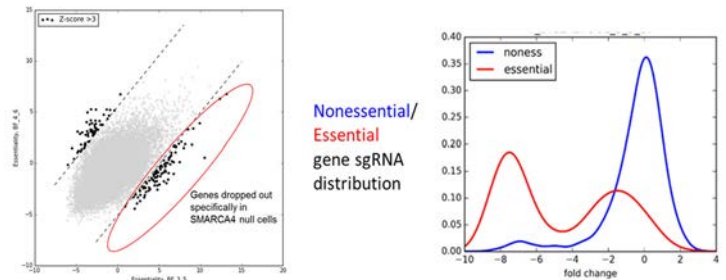 Z-score >3
15
10
5
0
−5
−10
−10
−5
0
5
10
15
20
Essentiality, BF_4_6
Genes dropped out
specifically in
SMARCA4 null cells
Nonessential/
Essential
gene sgRNA
distribution
noness
essential
0.40
0.35
0.30
0.25
0.20
0.15
0.10
0.05
0.00
−10
−8
−6
−4
−2
0
2
4
fold change